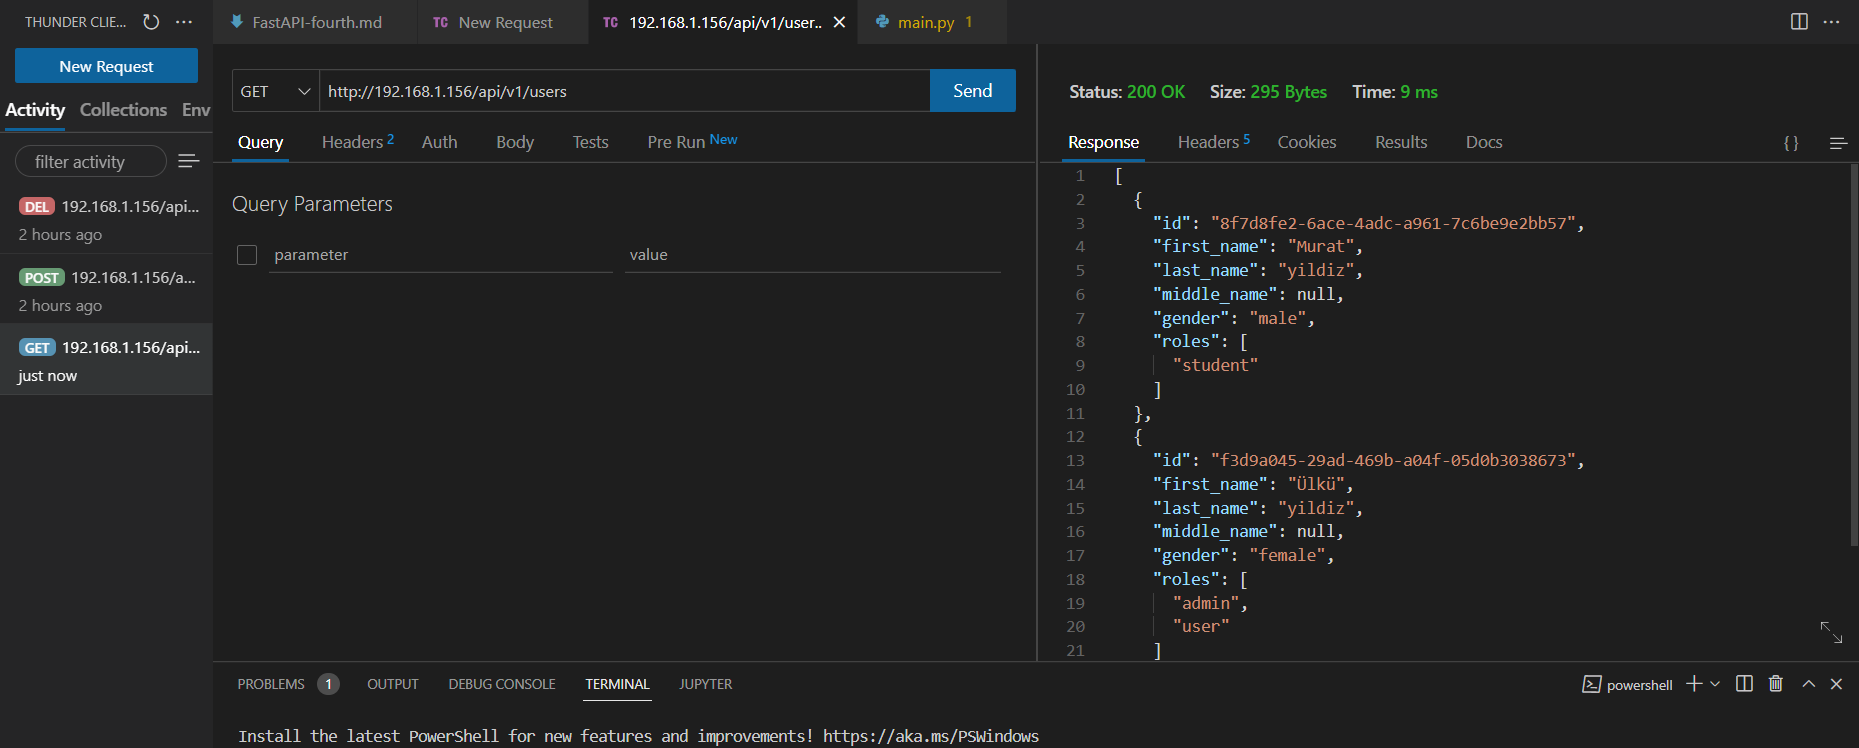 THUNDER CLIE...
New Request
Activity Collections Env
filter activity
DEL 192.168.1.156/api...
2 hours ago
POST 192.168.1.156/a...
2 hours ago
GET 192.168.1.156/api...
just now
FastAPI-fourth.md
TC New Request
TC 192.168.1.156/api/v1/user..
main.py 1
GET http://192.168.1.156/api/v1/users Send
Query Headers 2 Auth Body Tests Pre Run New
Query Parameters
parameter value
Status: 200 OK Size: 295 Bytes Time: 9 ms
Response Headers 5 Cookies Results Docs {}
1 [
2 {
3 "id": "8f7d8fe2-6ace-4adc-a961-7c6be9e2bb57",
4 "first_name": "Murat",
5 "last_name": "yildiz",
6 "middle_name": null,
7 "gender": "male",
8 "roles": [
9 "student"
10 ]
11 },
12 {
13 "id": "f3d9a045-29ad-469b-a04f-05d0b3038673",
14 "first_name": "Ülkü",
15 "last_name": "yildiz",
16 "middle_name": null,
17 "gender": "female",
18 "roles": [
19 "admin",
20 "user"
21 ]
PROBLEMS 1 OUTPUT DEBUG CONSOLE TERMINAL JUPYTER powershell
Install the latest PowerShell for new features and improvements! https://aka.ms/PSWindows